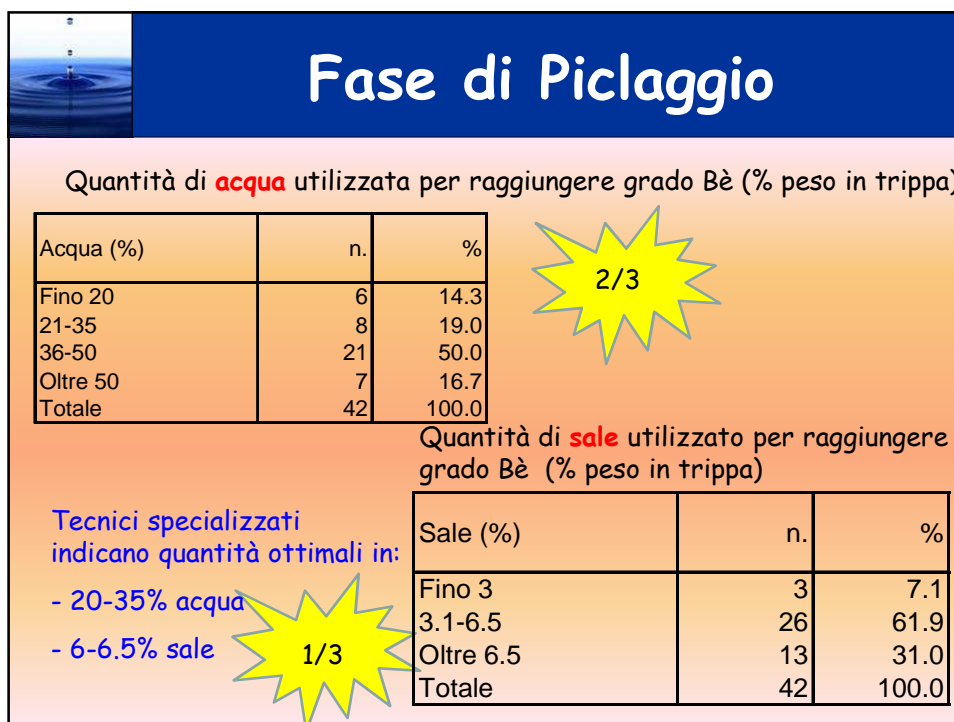 Fase di Piclaggio
Quantità di acqua utilizzata per raggiungere grado Bè (% peso in trippa)
Acqua (%) n. %
Fino 20 6 14.3
21-35 8 19.0
36-50 21 50.0
Oltre 50 7 16.7
Totale 42 100.0
2/3
Quantità di sale utilizzato per raggiungere
grado Bè (% peso in trippa)
Tecnici specializzati
indicano quantità ottimali in:
- 20-35% acqua
- 6-6.5% sale
1/3
Sale (%) n. %
Fino 3 3 7.1
3.1-6.5 26 61.9
Oltre 6.5 13 31.0
Totale 42 100.0